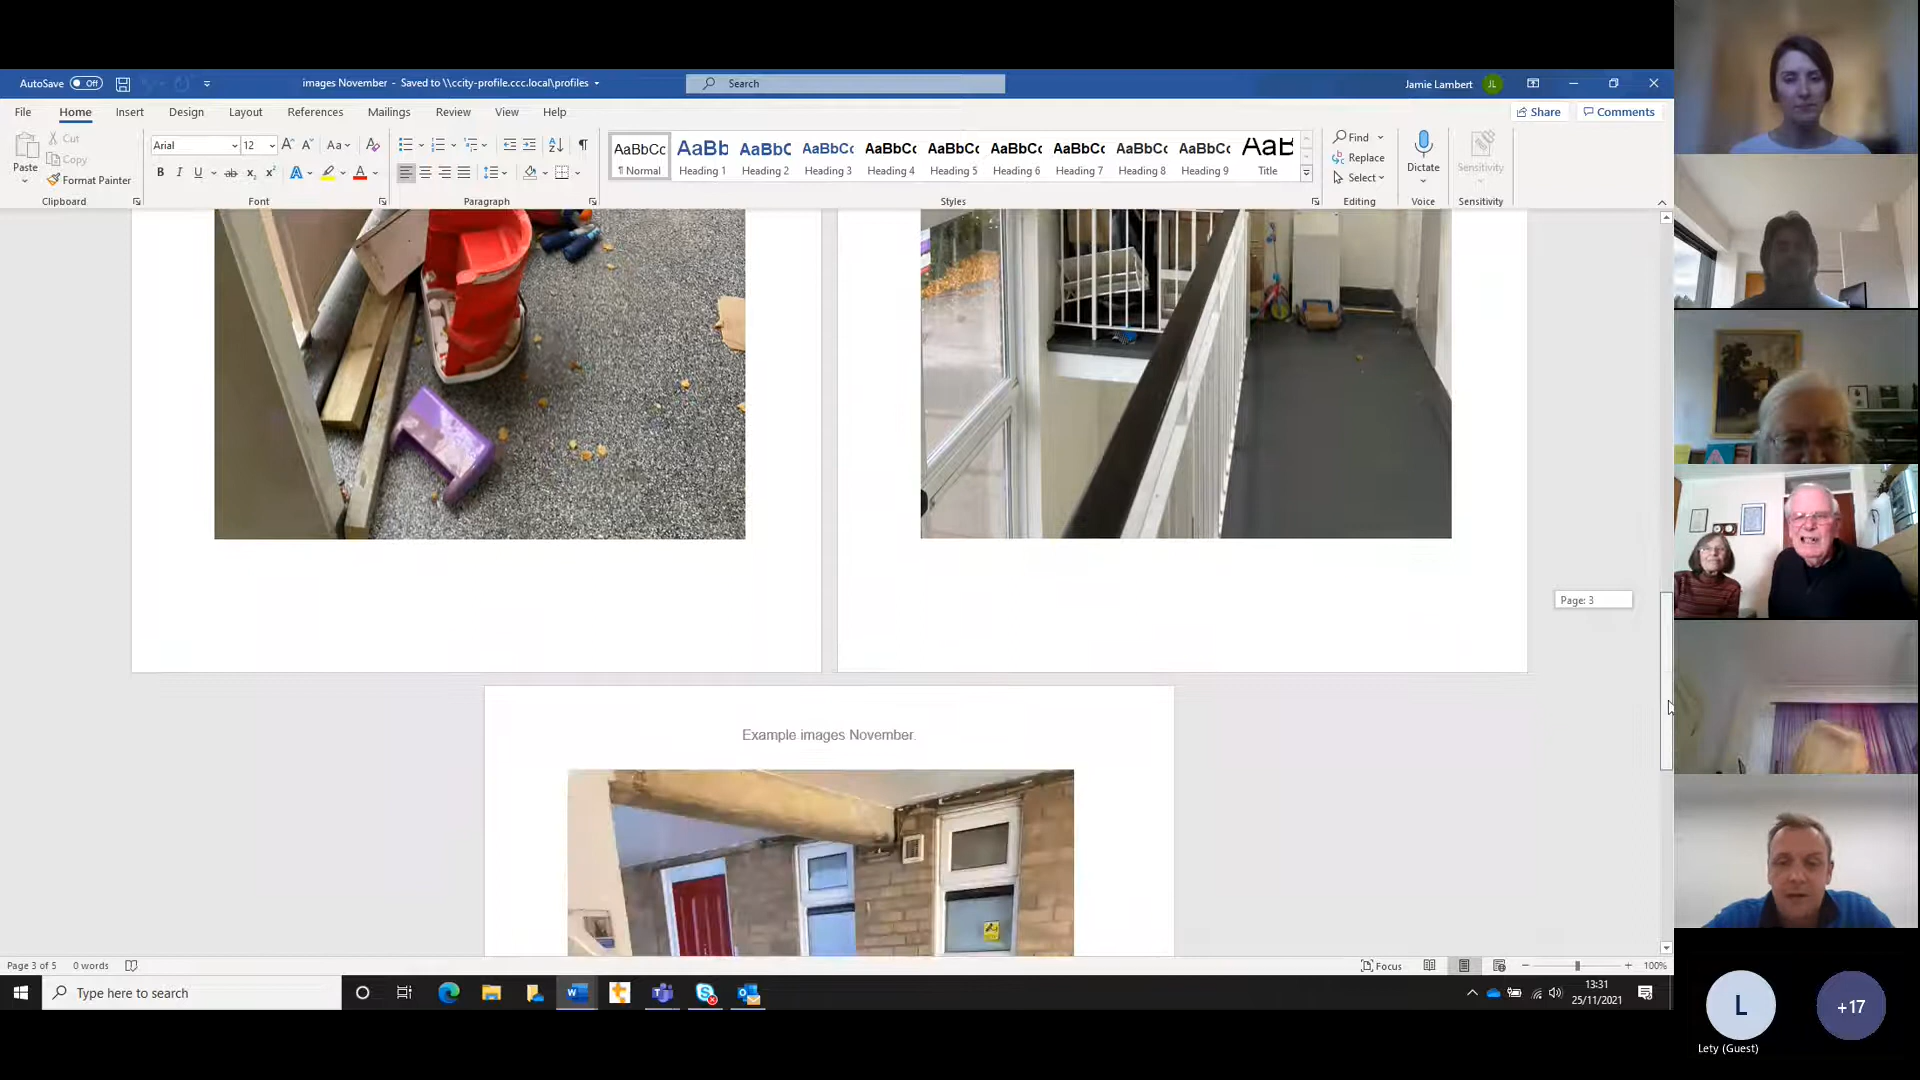 AutoSave Off images November - Saved to \\ccity-profile.ccc.local\profiles Search Jamie Lambert JL
File Home Insert Design Layout References Mailings Review View Help Share Comments
Paste
Cut
Copy
Format Painter
Clipboard
Arial 12
Font
Paragraph
AaBbCc AaBb AaBbC AaBbCc AaBbCc AaBbCc AaBbCc AaBbCc AaBbCc AaBbCc AaB
¶ Normal Heading 1 Heading 2 Heading 3 Heading 4 Heading 5 Heading 6 Heading 7 Heading 8 Heading 9 Title
Styles
Find
Replace
Select
Editing
Dictate
Voice
Sensitivity
Sensitivity
Page: 3
Example images November.
Page 3 of 5 0 words Focus 100%
Type here to search
13:31
25/11/2021
L
Lety (Guest)
+17